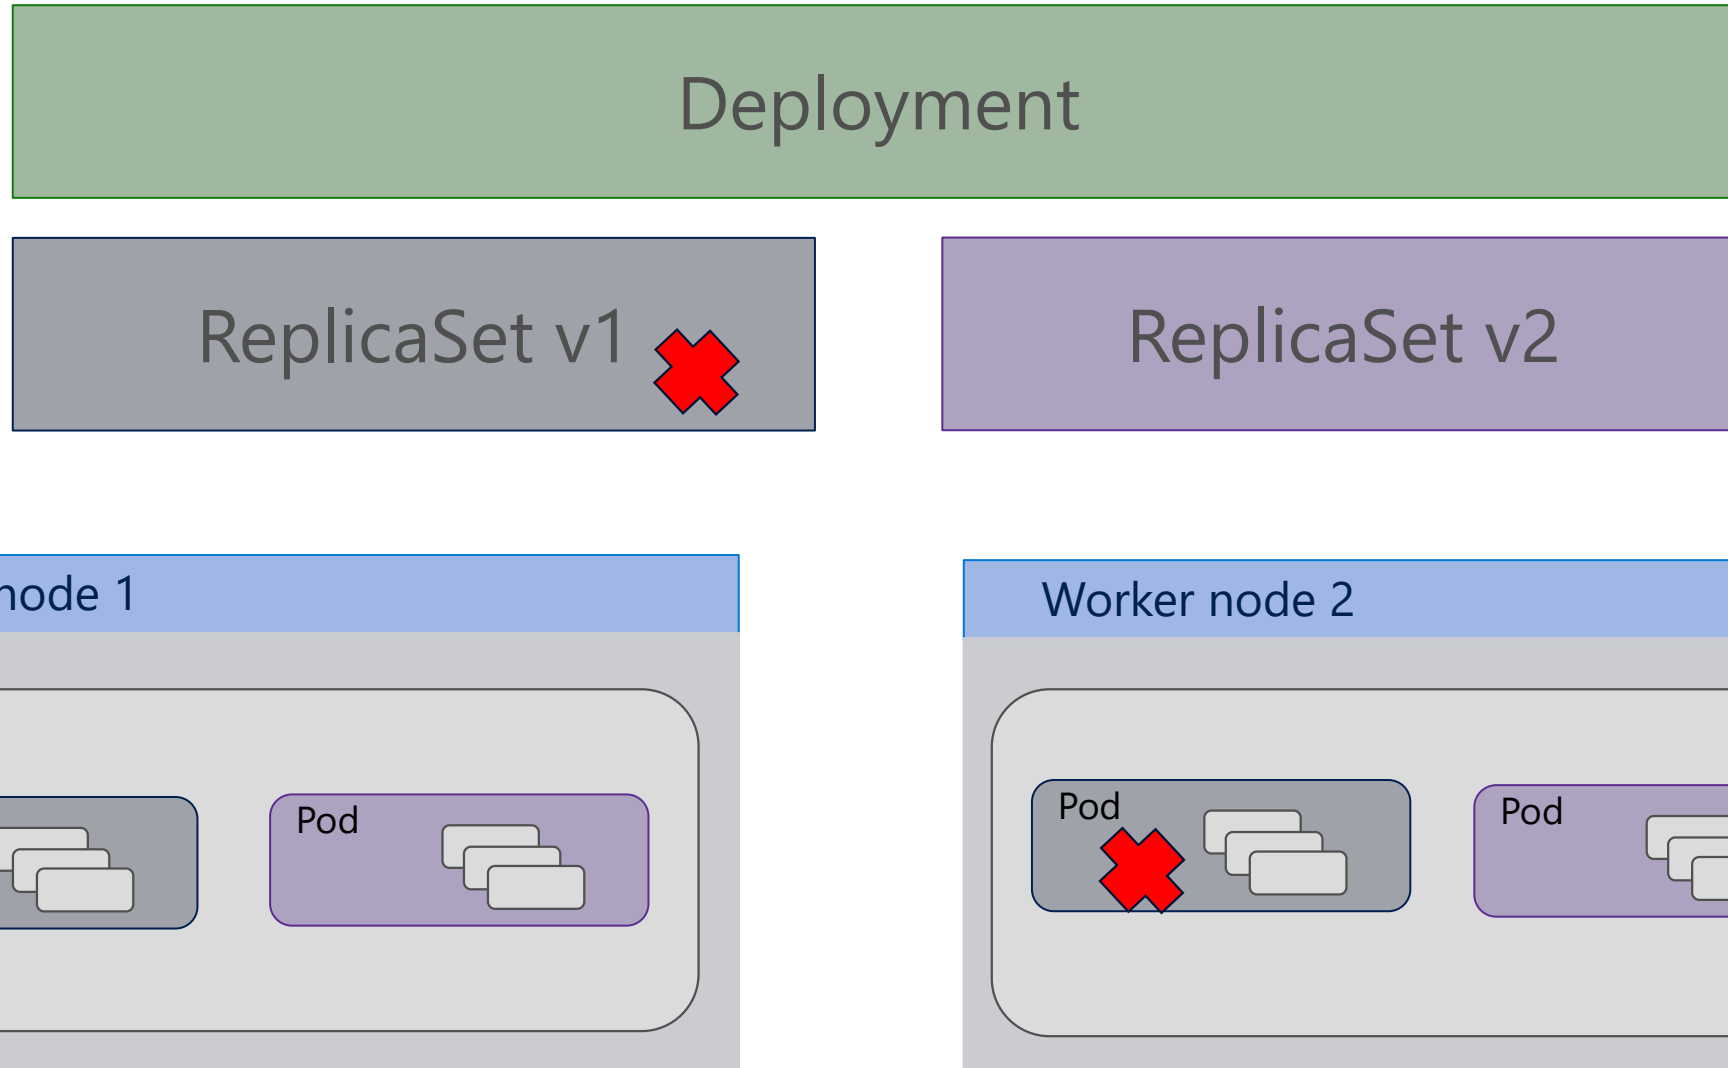 Deployment
ReplicaSet v1
ReplicaSet v2
node 1
Worker node 2
Pod
Pod
Pod